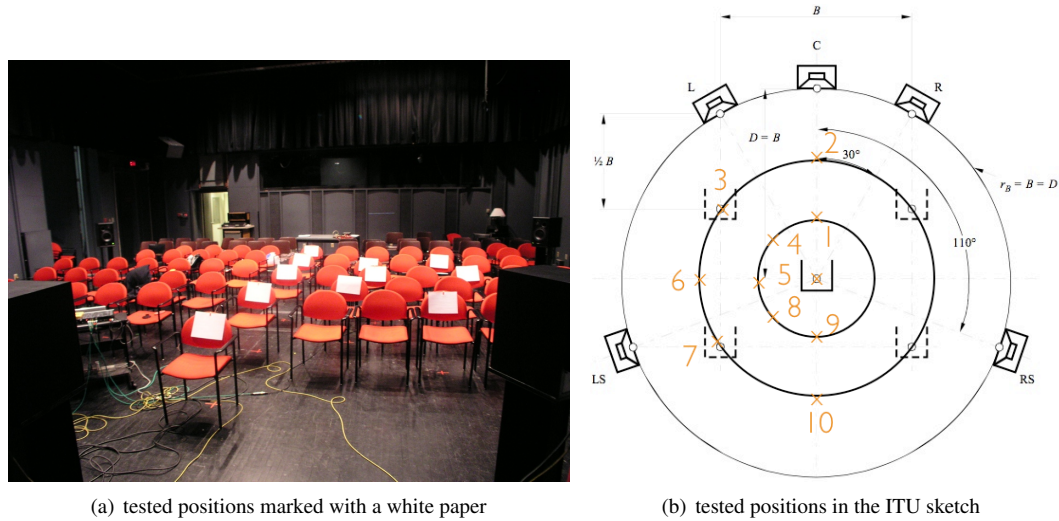 B
C
L
R
D = B
2
30°
½ B
3
r_B = B = D
1
4
110°
6
5
8
9
7
LS
RS
10
(a) tested positions marked with a white paper
(b) tested positions in the ITU sketch